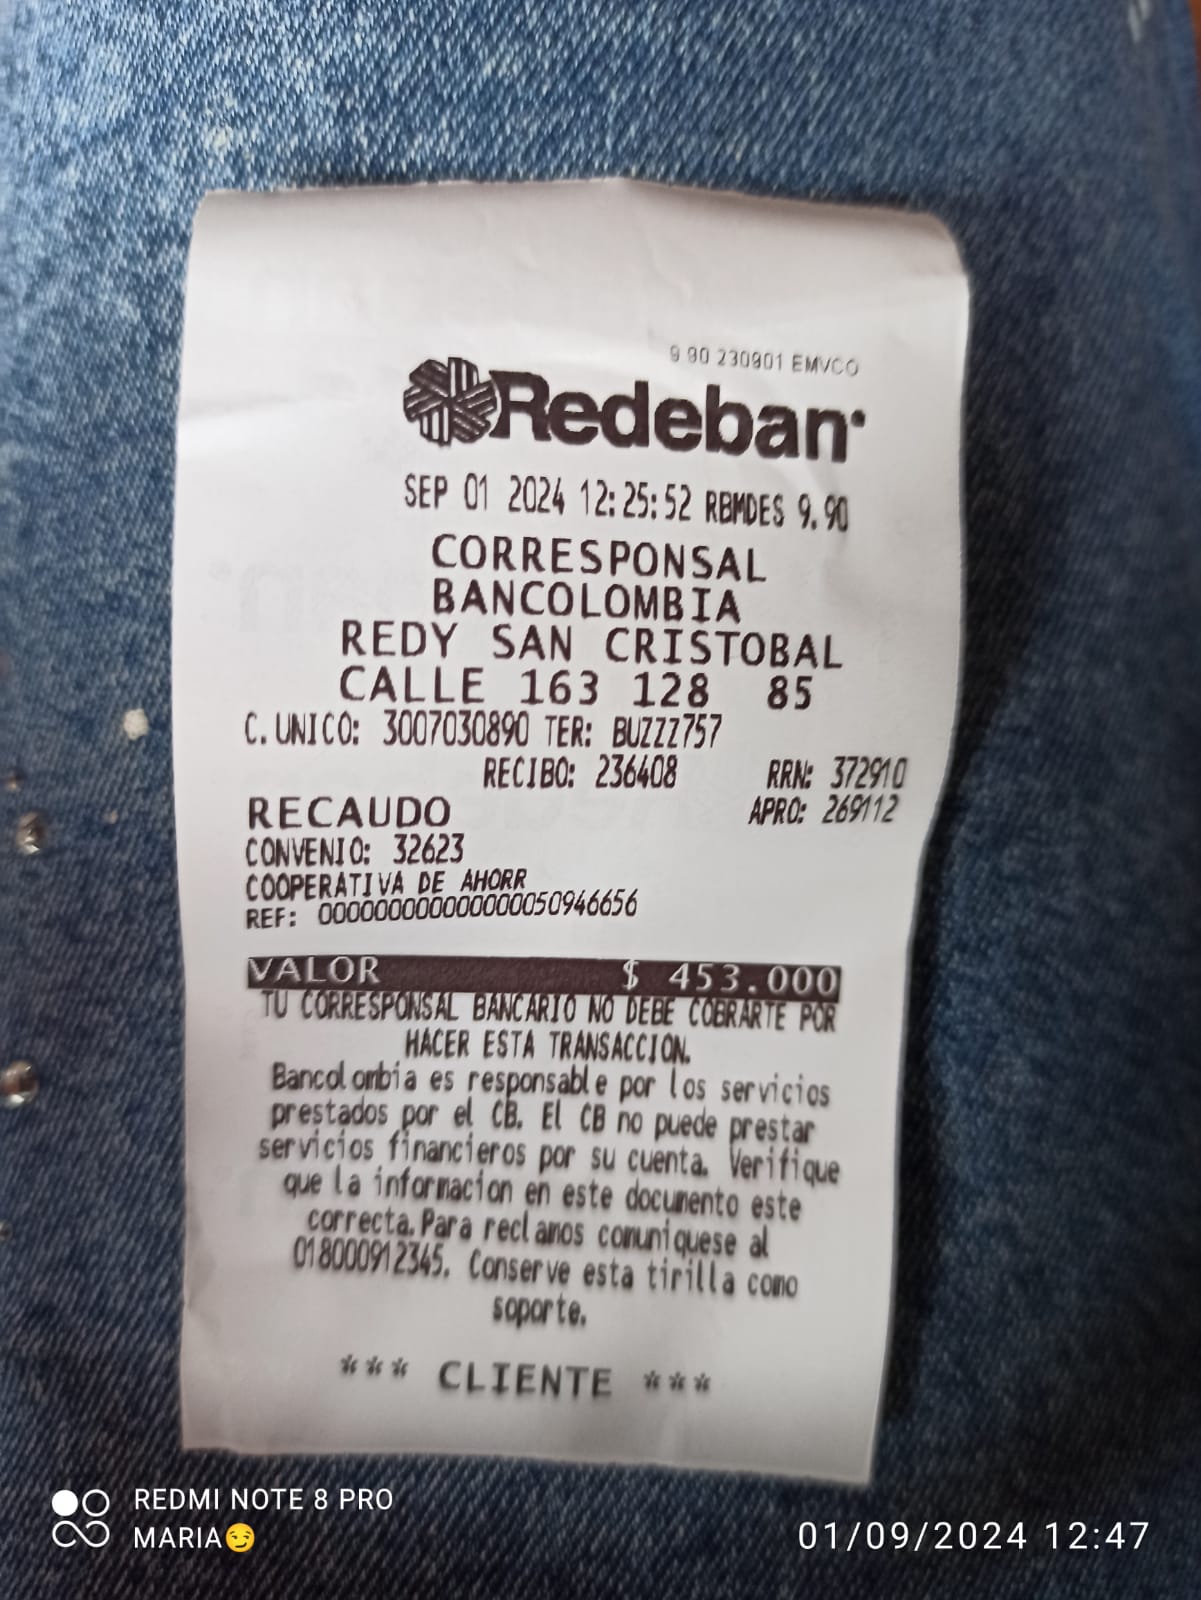 9 90 230901 EMVCO
Redeban
SEP 01 2024 12:25:52 RBMDES 9.90
CORRESPONSAL
BANCOLOMBIA
REDY SAN CRISTOBAL
CALLE 163 128 85
C. UNICO: 3007030890 TER: BUZZZ757
RECIBO: 236408 RRN: 372910
RECAUDO APRO: 269112
CONVENIO: 32623
COOPERATIVA DE AHORR
REF: 0000000000000000050946656
VALOR $ 453.000
TU CORRESPONSAL BANCARIO NO DEBE COBRARTE POR
HACER ESTA TRANSACCION.
Bancolombia es responsable por los servicios
prestados por el CB. El CB no puede prestar
servicios financieros por su cuenta. Verifique
que la informacion en este documento este
correcta. Para reclamos comuniquese al
018000912345. Conserve esta tirilla como
soporte.
*** CLIENTE ***
REDMI NOTE 8 PRO
MARIA😏
01/09/2024 12:47